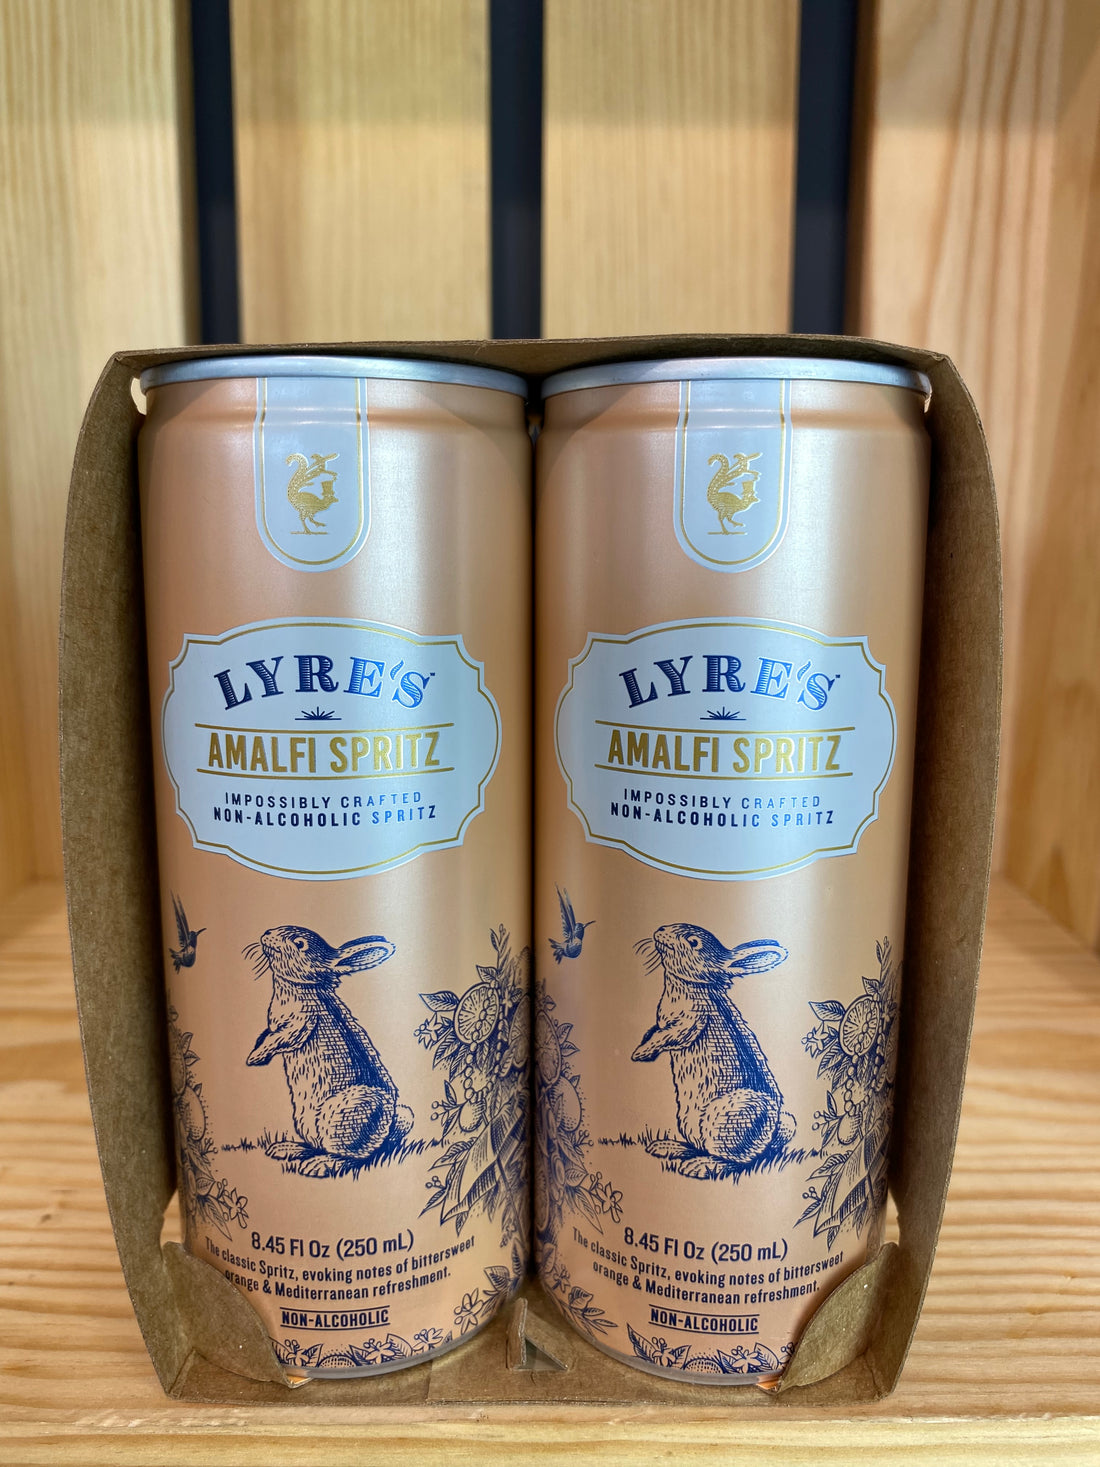 LYRE'S™
AMALFI SPRITZ
IMPOSSIBLY CRAFTED
NON-ALCOHOLIC SPRITZ
8.45 Fl Oz (250 mL)
The classic Spritz, evoking notes of bittersweet
orange & Mediterranean refreshment.
NON-ALCOHOLIC
LYRE'S™
AMALFI SPRITZ
IMPOSSIBLY CRAFTED
NON-ALCOHOLIC SPRITZ
8.45 Fl Oz (250 mL)
The classic Spritz, evoking notes of bittersweet
orange & Mediterranean refreshment.
NON-ALCOHOLIC